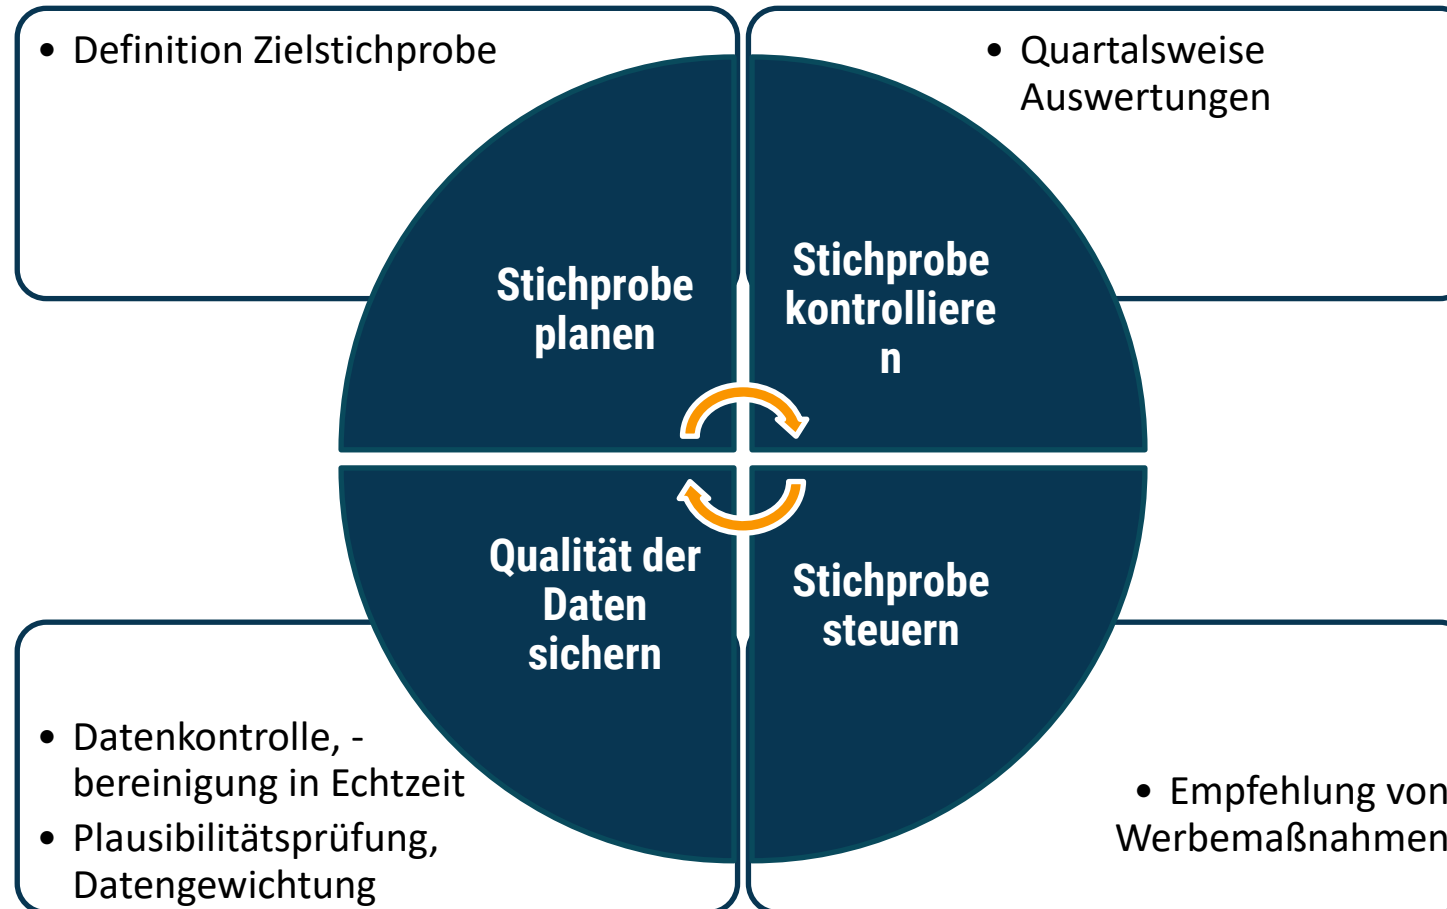 • Definition Zielstichprobe
• Quartalsweise
Auswertungen
Stichprobe
planen
Stichprobe
kontrolliere
n
Qualität der
Daten
sichern
Stichprobe
steuern
• Datenkontrolle, -
bereinigung in Echtzeit
• Plausibilitätsprüfung,
Datengewichtung
• Empfehlung von
Werbemaßnahmen